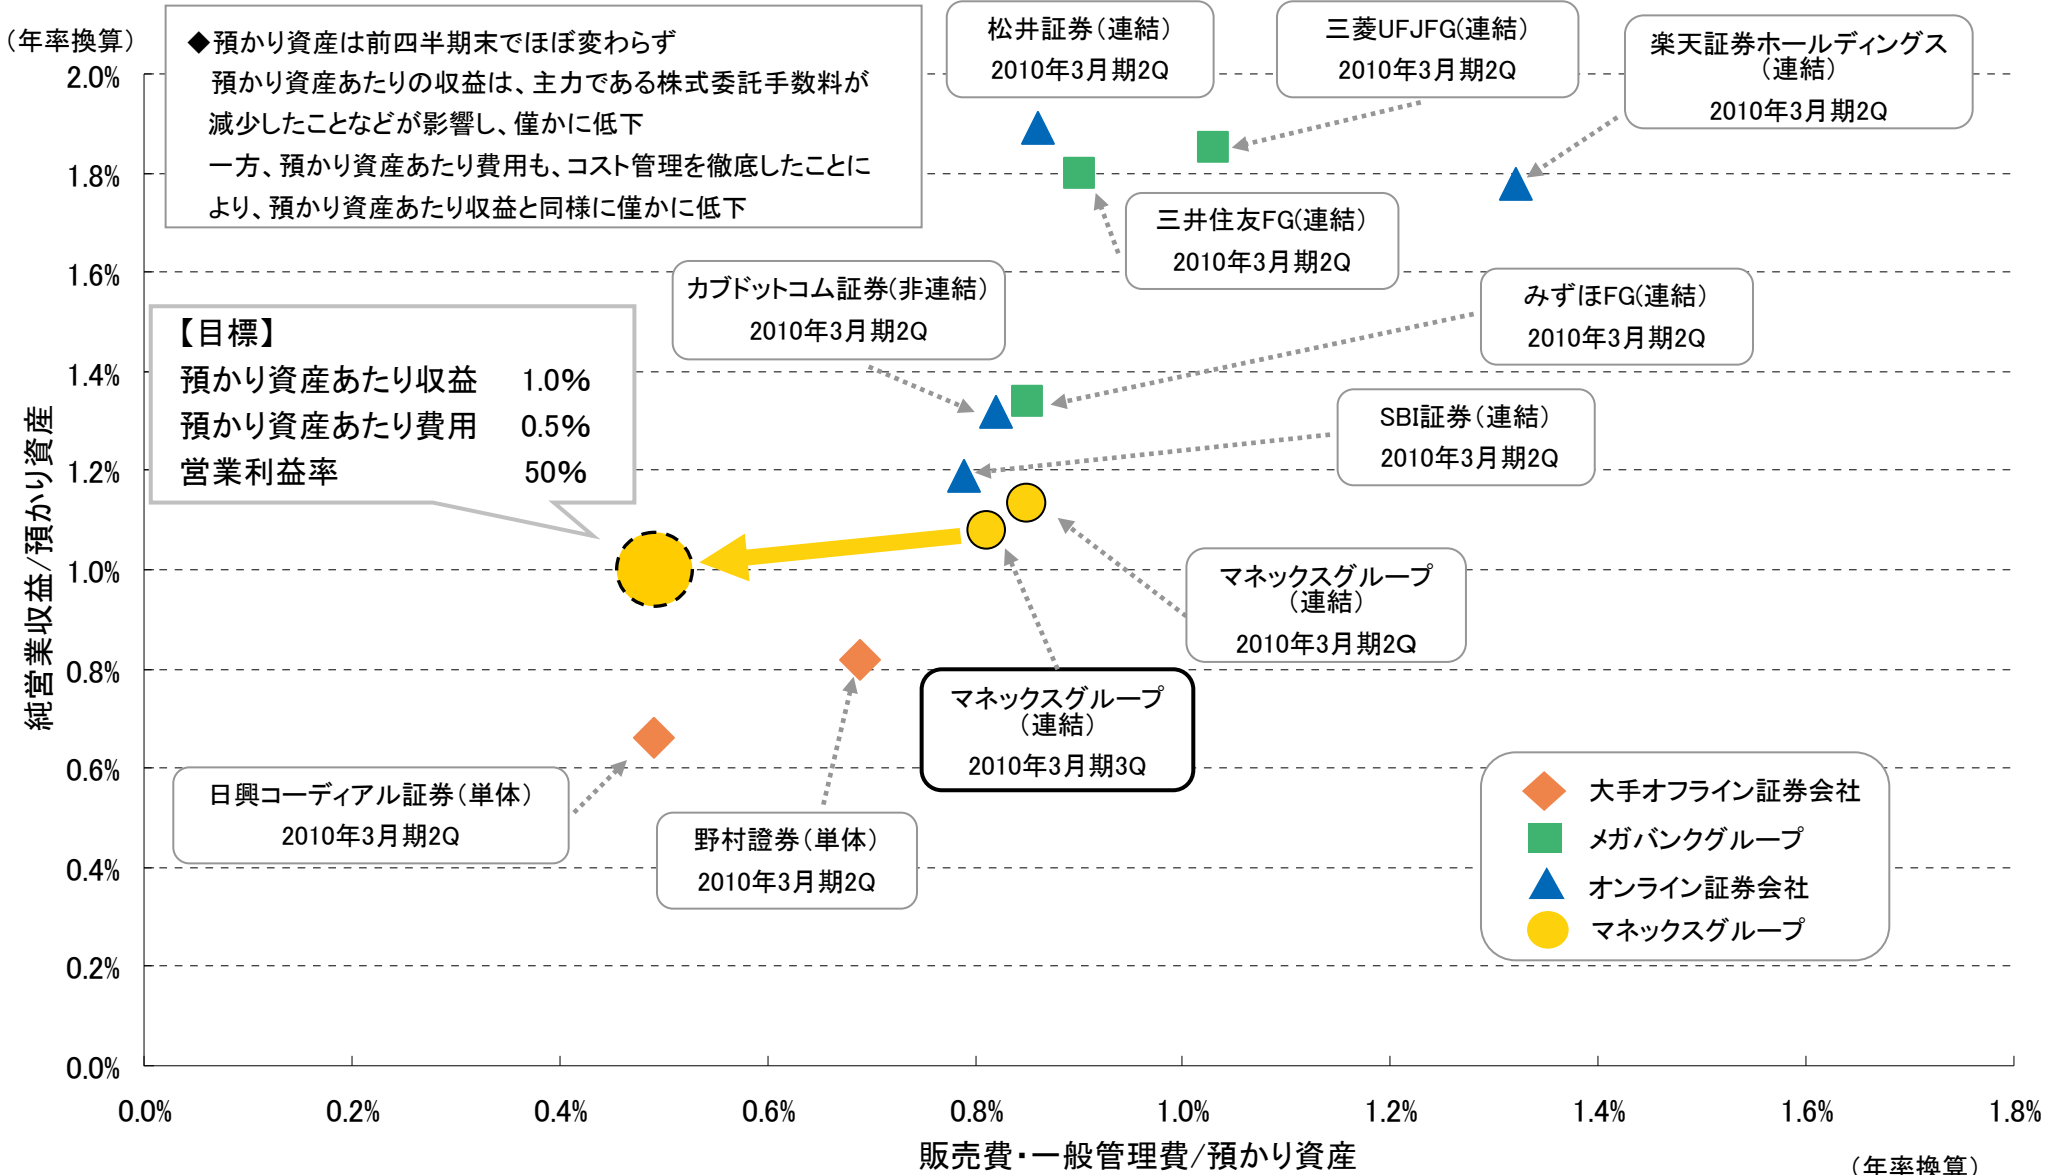 （年率換算）
◆預かり資産は前四半期末でほぼ変わらず
預かり資産あたりの収益は、主力である株式委託手数料が
減少したことなどが影響し、僅かに低下
一方、預かり資産あたり費用も、コスト管理を徹底したことに
より、預かり資産あたり収益と同様に僅かに低下
松井証券（連結）
2010年3月期2Q
三菱UFJFG(連結）
2010年3月期2Q
楽天証券ホールディングス
（連結）
2010年3月期2Q
三井住友FG(連結）
2010年3月期2Q
カブドットコム証券(非連結）
2010年3月期2Q
みずほFG(連結）
2010年3月期2Q
【目標】
預かり資産あたり収益 1.0%
預かり資産あたり費用 0.5%
営業利益率 50%
SBI証券（連結）
2010年3月期2Q
マネックスグループ
（連結）
2010年3月期2Q
マネックスグループ
（連結）
2010年3月期3Q
日興コーディアル証券（単体）
2010年3月期2Q
野村證券（単体）
2010年3月期2Q
大手オフライン証券会社
メガバンクグループ
オンライン証券会社
マネックスグループ
純営業収益/預かり資産
2.0%
1.8%
1.6%
1.4%
1.2%
1.0%
0.8%
0.6%
0.4%
0.2%
0.0%
0.0% 0.2% 0.4% 0.6% 0.8% 1.0% 1.2% 1.4% 1.6% 1.8%
販売費・一般管理費/預かり資産
（年率換算）